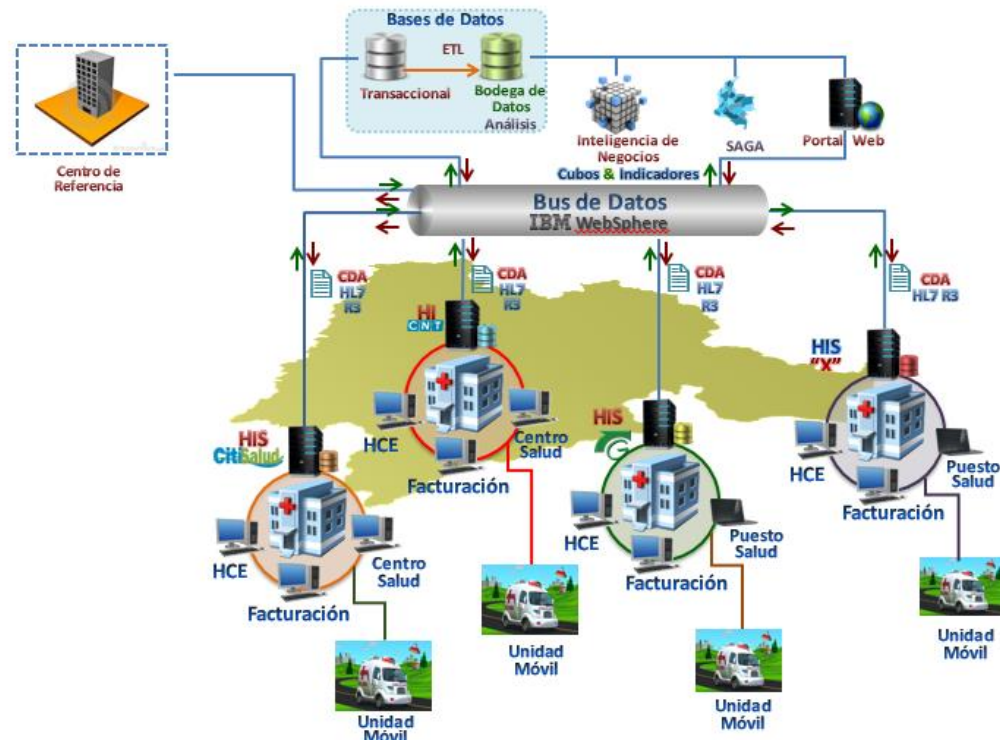 Bases de Datos
ETL
Transaccional
Bodega de
Datos
Análisis
Centro de
Referencia
Inteligencia de
Negocios
Cubos & Indicadores
SAGA
Portal Web
Bus de Datos
IBM WebSphere
CDA
HL7
R3
CDA
HL7
R3
CDA
HL7
R3
CDA
HL7 R3
HI
CNT
HCE
Centro
Salud
Facturación
HIS
"X"
HCE
Puesto
Salud
Facturación
HIS
CitiSalud
HCE
Centro
Salud
Facturación
HIS
G
HCE
Puesto
Salud
Facturación
Unidad
Móvil
Unidad
Móvil
Unidad
Móvil
Unidad
Móvil